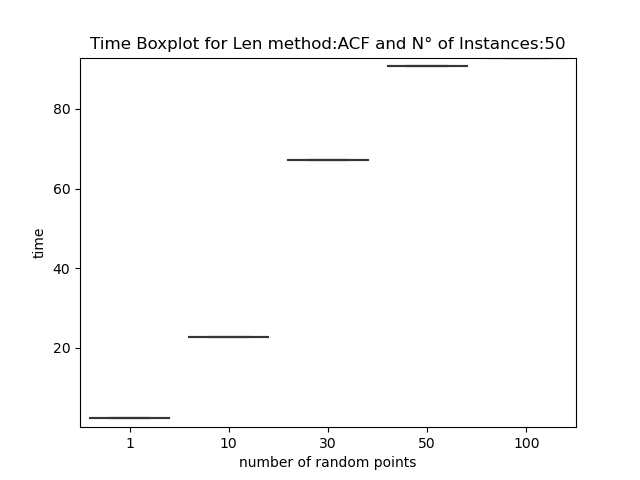 Time Boxplot for Len method:ACF and N° of Instances:50
80
60
40
20
time
1 10 30 50 100
number of random points